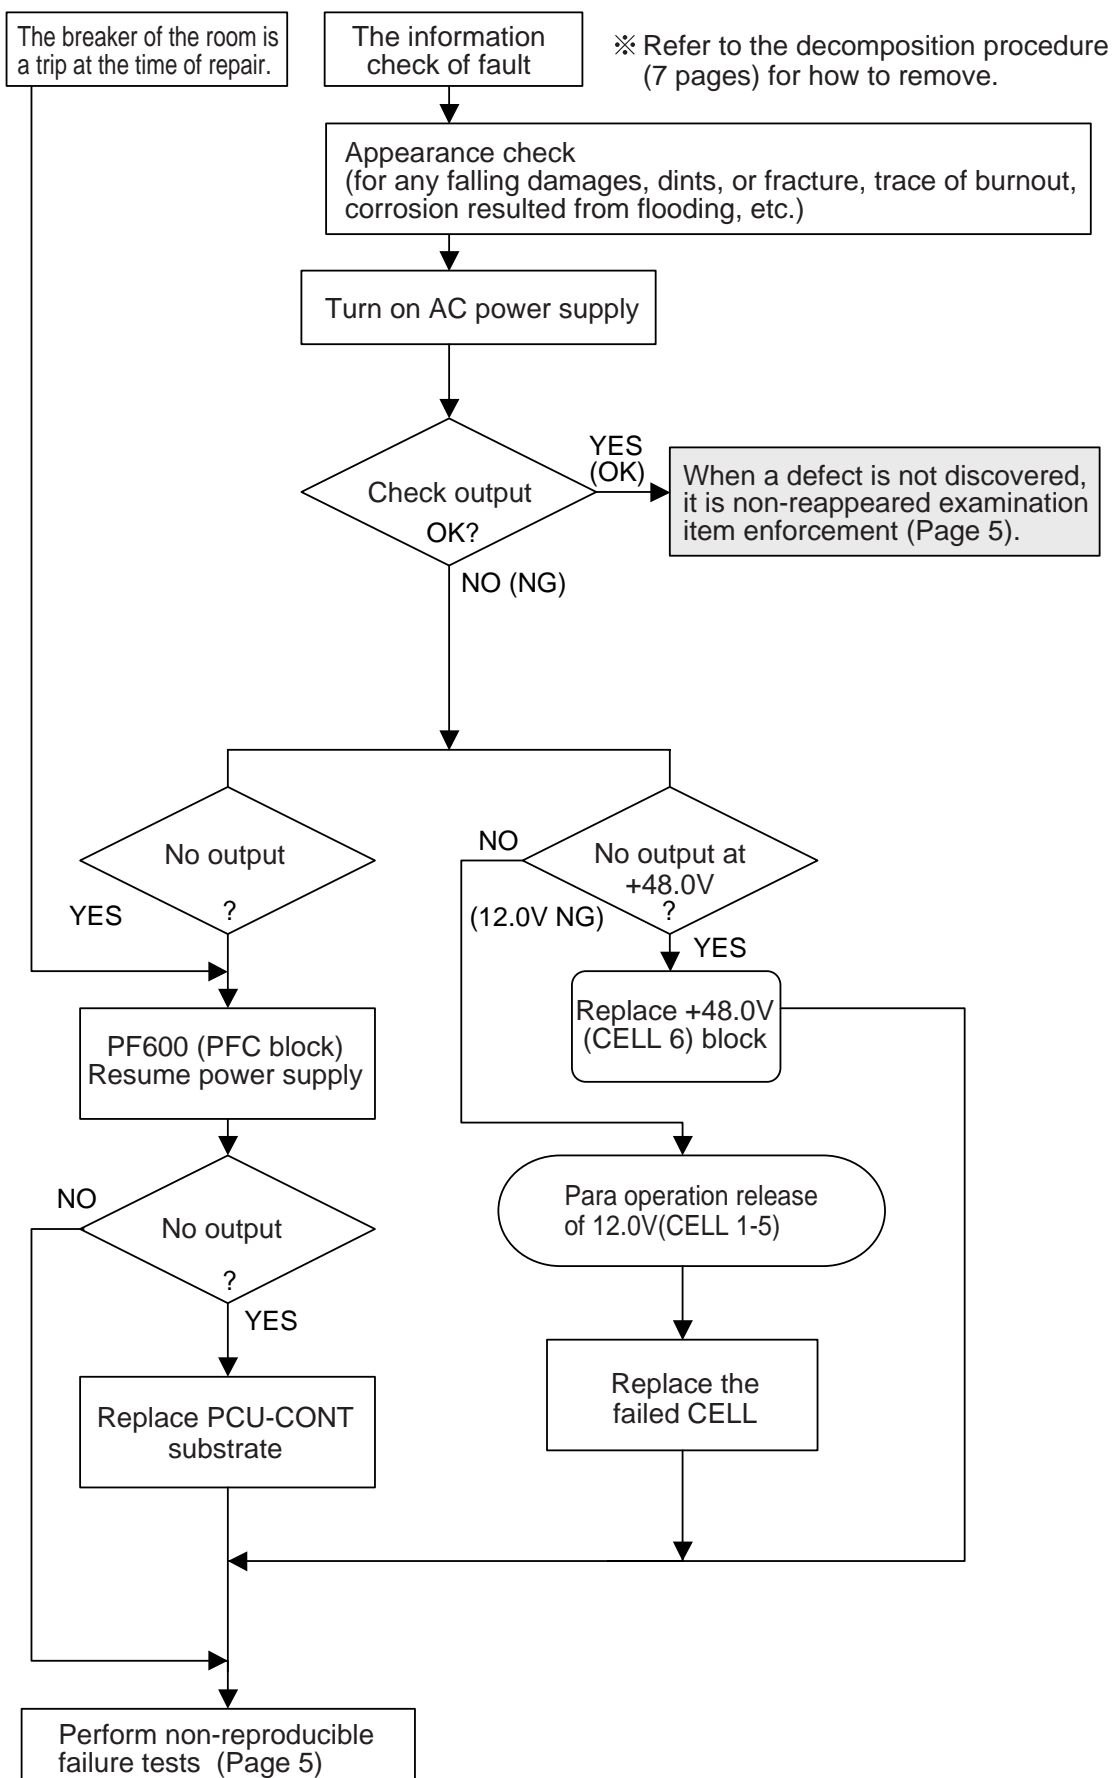 The breaker of the room is
a trip at the time of repair.
The information
check of fault
※ Refer to the decomposition procedure
(7 pages) for how to remove.
Appearance check
(for any falling damages, dints, or fracture, trace of burnout,
corrosion resulted from flooding, etc.)
Turn on AC power supply
Check output
OK?
YES
(OK)
When a defect is not discovered,
it is non-reappeared examination
item enforcement (Page 5).
NO (NG)
No output
?
YES
NO
(12.0V NG)
No output at
+48.0V
?
YES
Replace +48.0V
(CELL 6) block
PF600 (PFC block)
Resume power supply
NO
No output
?
YES
Para operation release
of 12.0V(CELL 1-5)
Replace PCU-CONT
substrate
Replace the
failed CELL
Perform non-reproducible
failure tests (Page 5)